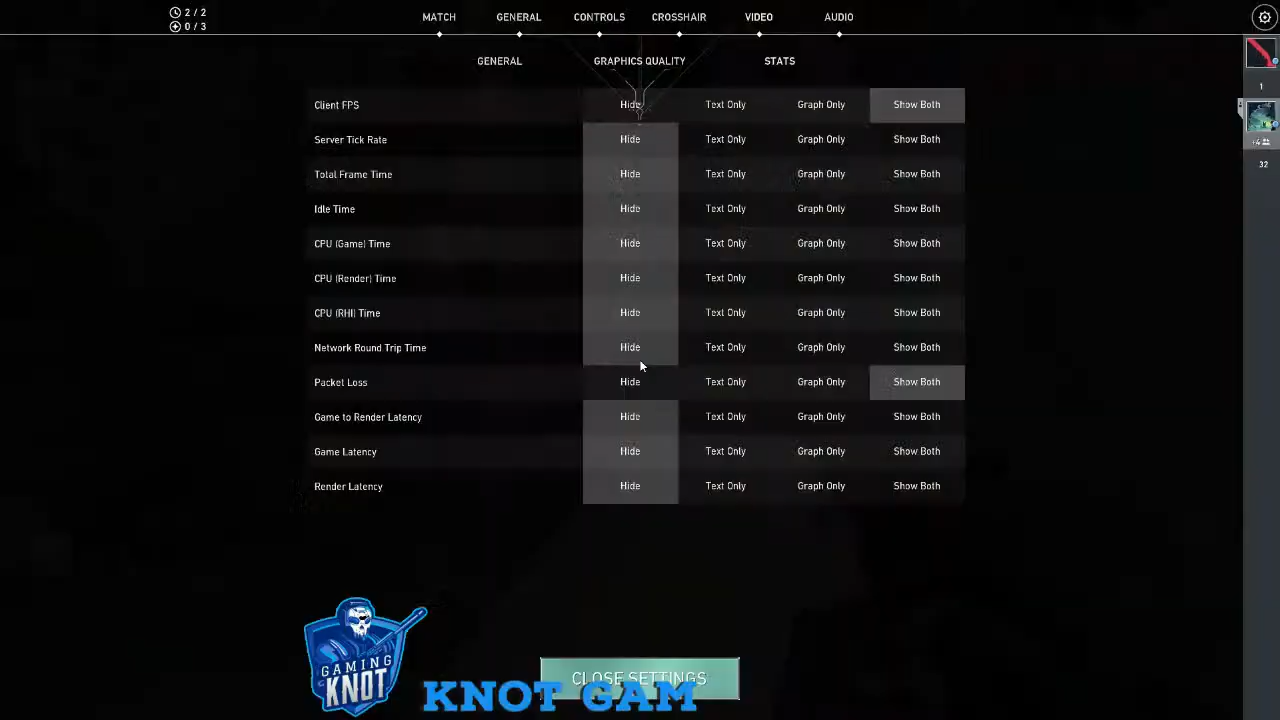 2 / 2
0 / 3
MATCH GENERAL CONTROLS CROSSHAIR VIDEO AUDIO
GENERAL GRAPHICS QUALITY STATS
Client FPS Hide Text Only Graph Only Show Both
Server Tick Rate Hide Text Only Graph Only Show Both
Total Frame Time Hide Text Only Graph Only Show Both
Idle Time Hide Text Only Graph Only Show Both
CPU (Game) Time Hide Text Only Graph Only Show Both
CPU (Render) Time Hide Text Only Graph Only Show Both
CPU (RHI) Time Hide Text Only Graph Only Show Both
Network Round Trip Time Hide Text Only Graph Only Show Both
Packet Loss Hide Text Only Graph Only Show Both
Game to Render Latency Hide Text Only Graph Only Show Both
Game Latency Hide Text Only Graph Only Show Both
Render Latency Hide Text Only Graph Only Show Both
1
+4
32
CLOSE SETTINGS
GAMING
KNOT
KNOT GAM